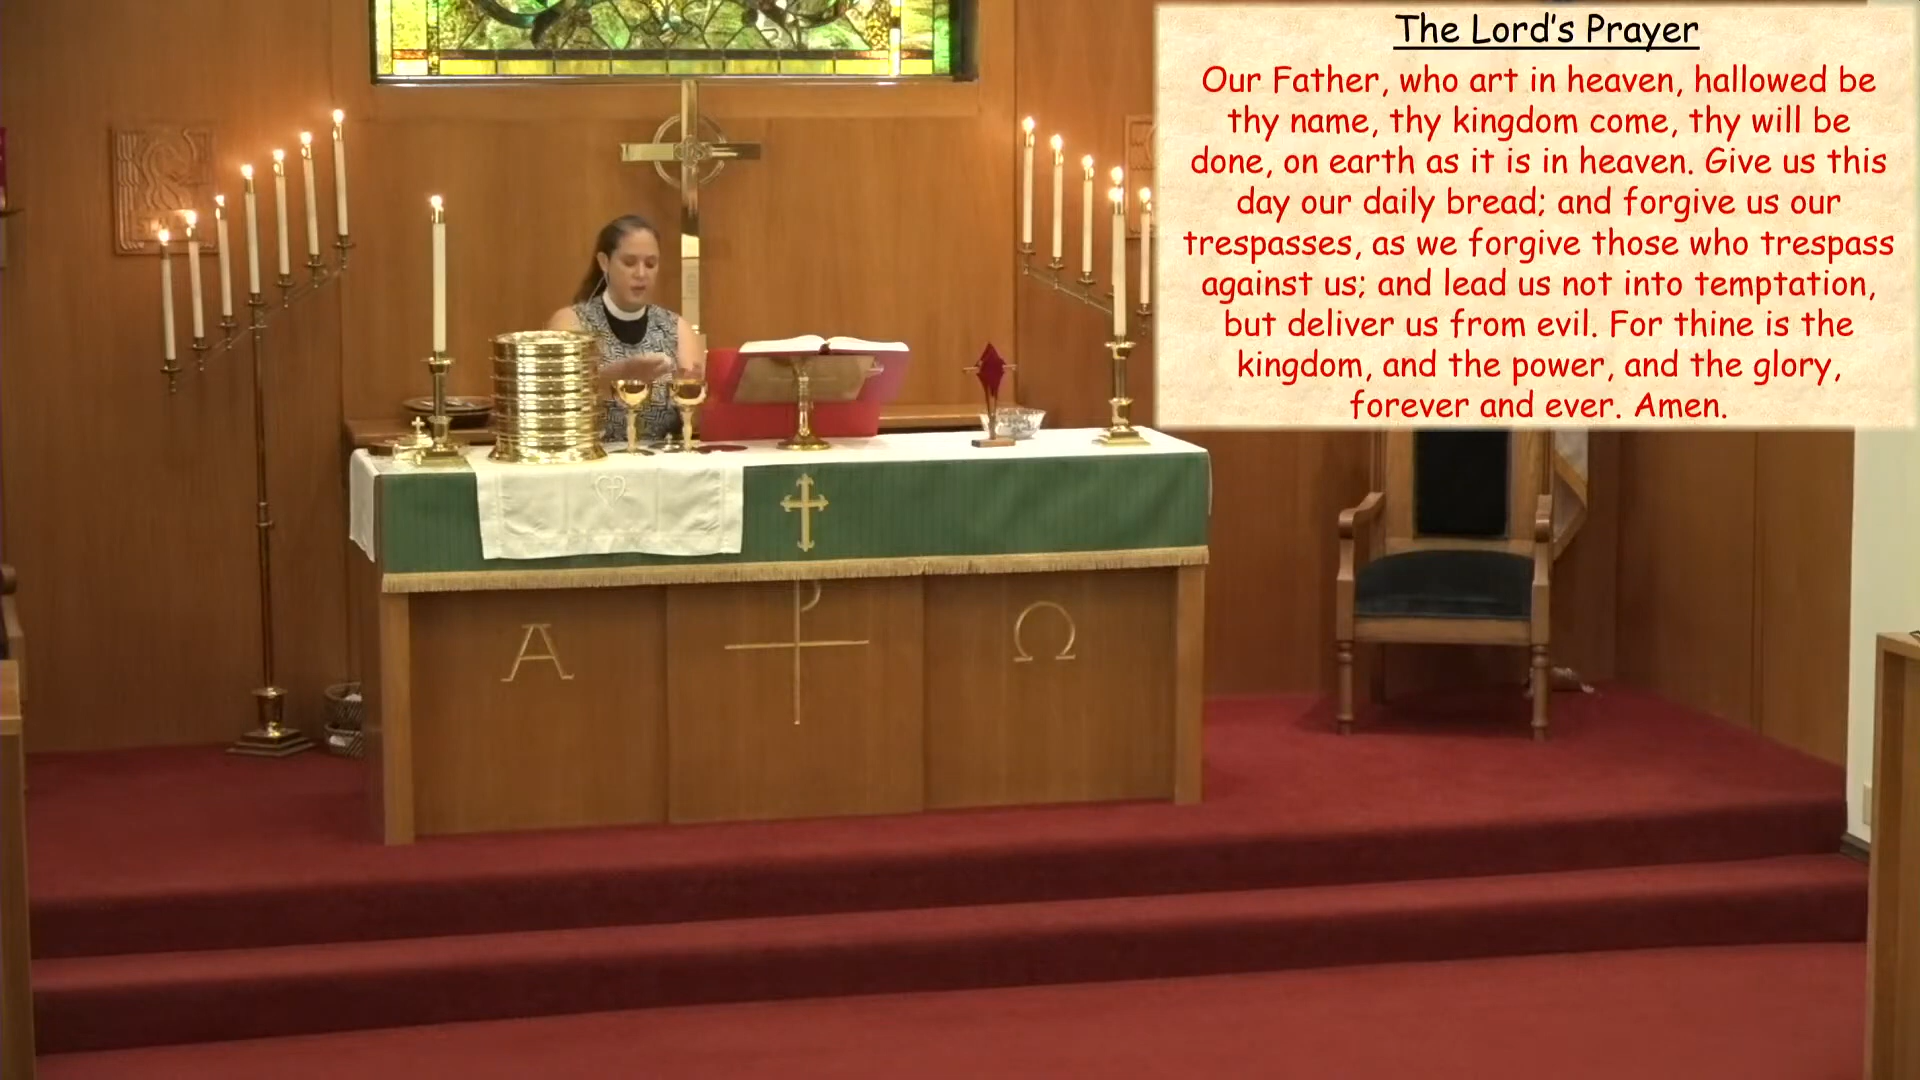 The Lord's Prayer
Our Father, who art in heaven, hallowed be
thy name, thy kingdom come, thy will be
done, on earth as it is in heaven. Give us this
day our daily bread; and forgive us our
trespasses, as we forgive those who trespass
against us; and lead us not into temptation,
but deliver us from evil. For thine is the
kingdom, and the power, and the glory,
forever and ever. Amen.
Α
Ω